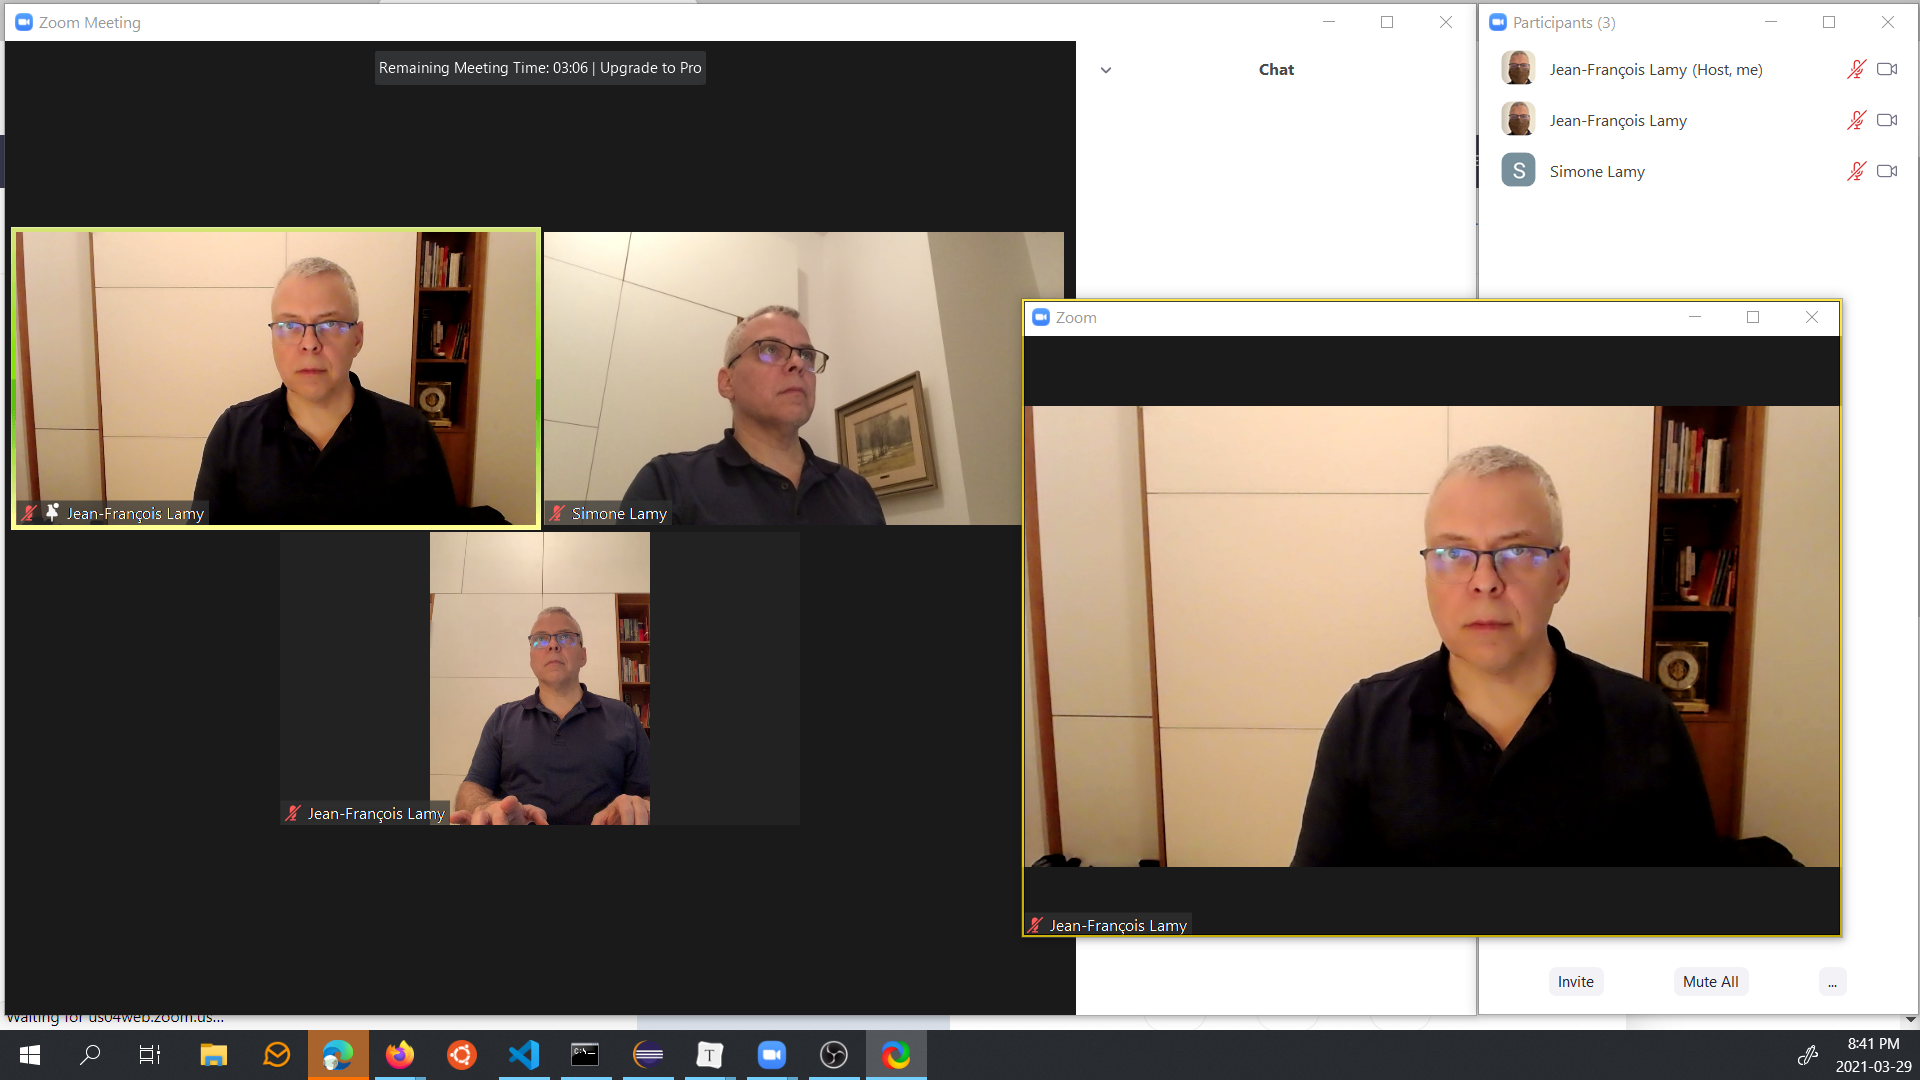 Zoom Meeting
Remaining Meeting Time: 03:06 | Upgrade to Pro
Chat
Participants (3)
Jean-François Lamy (Host, me)
Jean-François Lamy
S Simone Lamy
Jean-François Lamy
Simone Lamy
Jean-François Lamy
Zoom
Jean-François Lamy
Invite
Mute All
...
Waiting for us04web.zoom.us...
C:\_
T
8:41 PM
2021-03-29